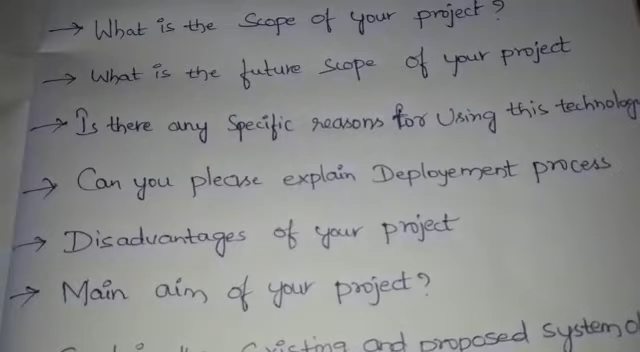 → What is the scope of your project?
→ What is the future scope of your project
→ Is there any specific reasons for using this technology
→ Can you please explain Deployement process
→ Disadvantages of your project
→ Main aim of your project?
existing and proposed system